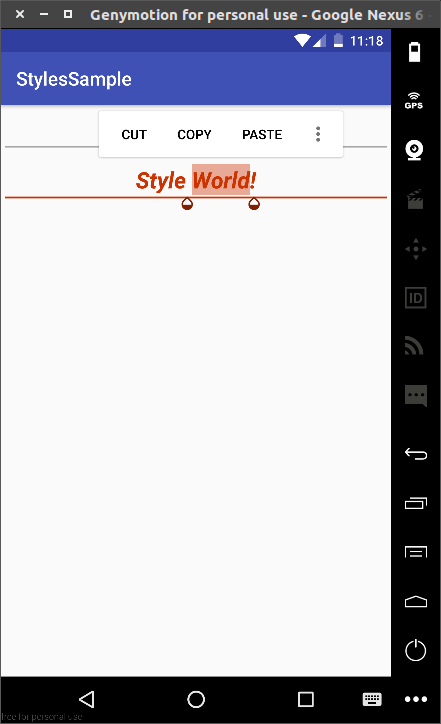 Genymotion for personal use - Google Nexus 6 -
11:18
StylesSample
CUT COPY PASTE
Style World!
GPS
ID
free for personal use